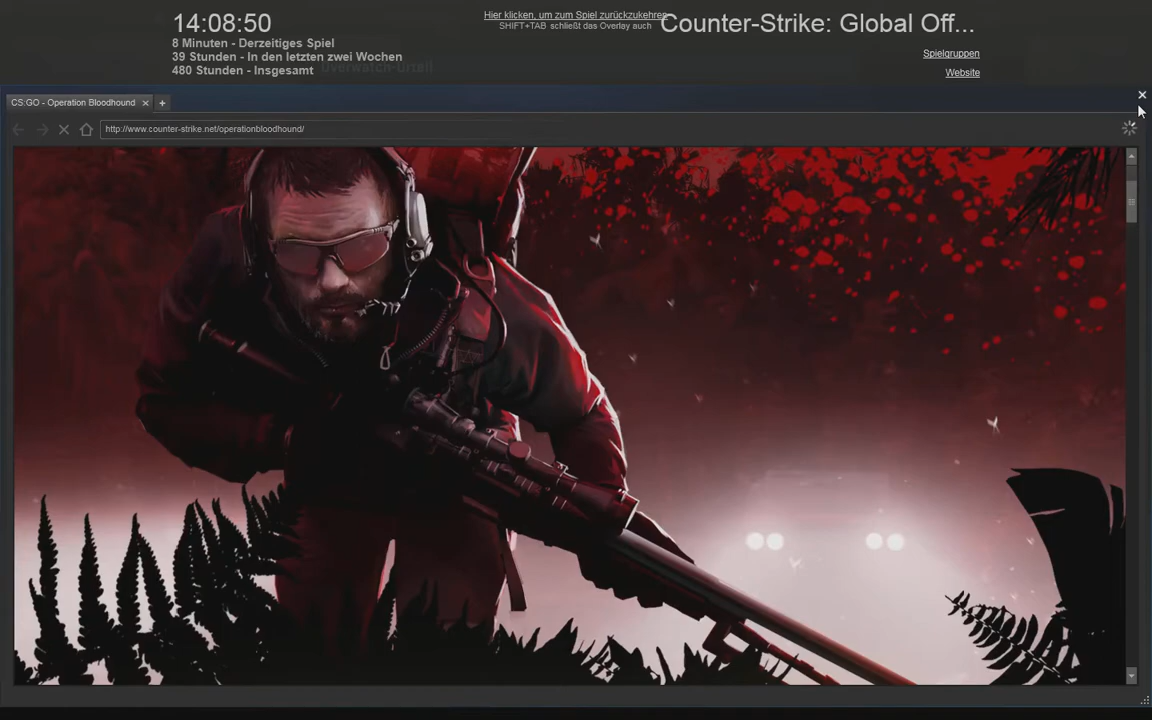 14:08:50
8 Minuten - Derzeitiges Spiel
39 Stunden - In den letzten zwei Wochen
480 Stunden - Insgesamt
Overwatch-Urteil
Hier klicken, um zum Spiel zurückzukehren
SHIFT+TAB schließt das Overlay auch
Counter-Strike: Global Off...
Spielgruppen
Website
CS:GO - Operation Bloodhound
http://www.counter-strike.net/operationbloodhound/